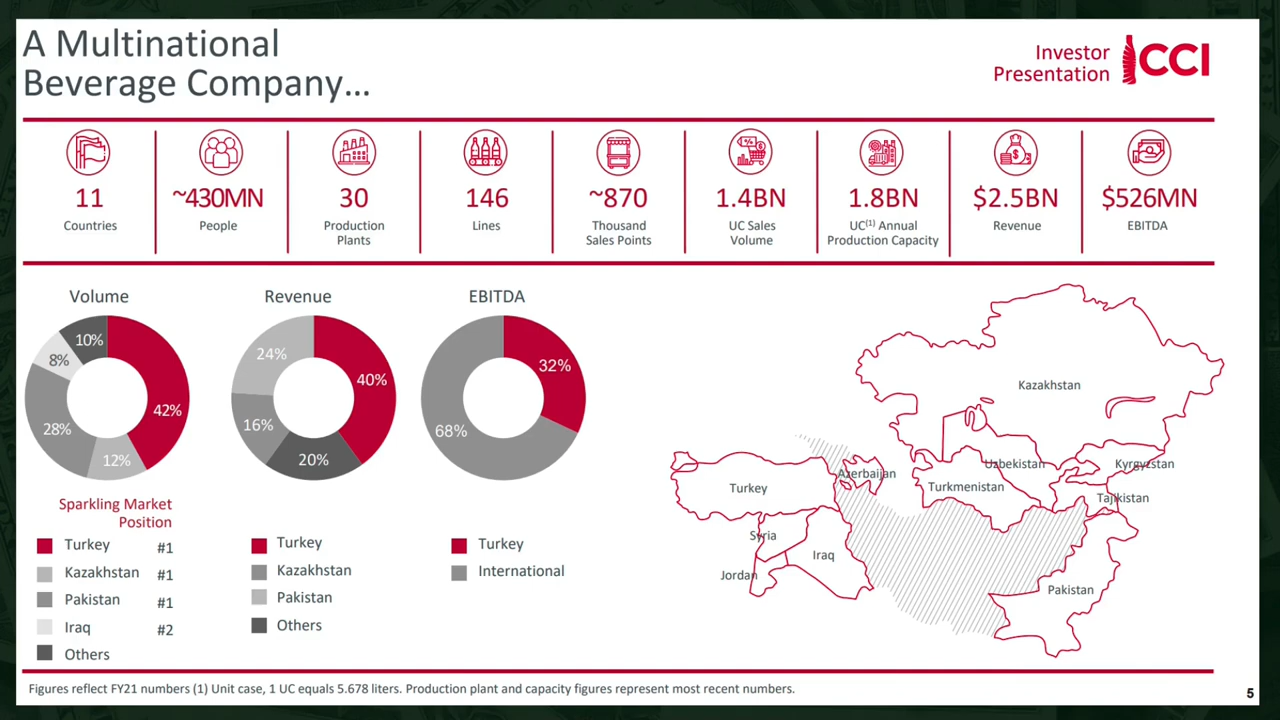 A Multinational
Beverage Company…
Investor
Presentation
CCI
11
Countries
~430MN
People
30
Production
Plants
146
Lines
~870
Thousand
Sales Points
1.4BN
UC Sales
Volume
1.8BN
UC(1) Annual
Production Capacity
$2.5BN
Revenue
$526MN
EBITDA
Volume
10%
8%
42%
28%
12%
Sparkling Market
Position
Turkey #1
Kazakhstan #1
Pakistan #1
Iraq #2
Others
Revenue
24%
40%
16%
20%
Turkey
Kazakhstan
Pakistan
Others
EBITDA
32%
68%
Turkey
International
Kazakhstan
Uzbekistan
Kyrgyzstan
Azerbaijan
Turkmenistan
Turkey
Tajikistan
Syria
Iraq
Jordan
Pakistan
Figures reflect FY21 numbers (1) Unit case, 1 UC equals 5.678 liters. Production plant and capacity figures represent most recent numbers.
5